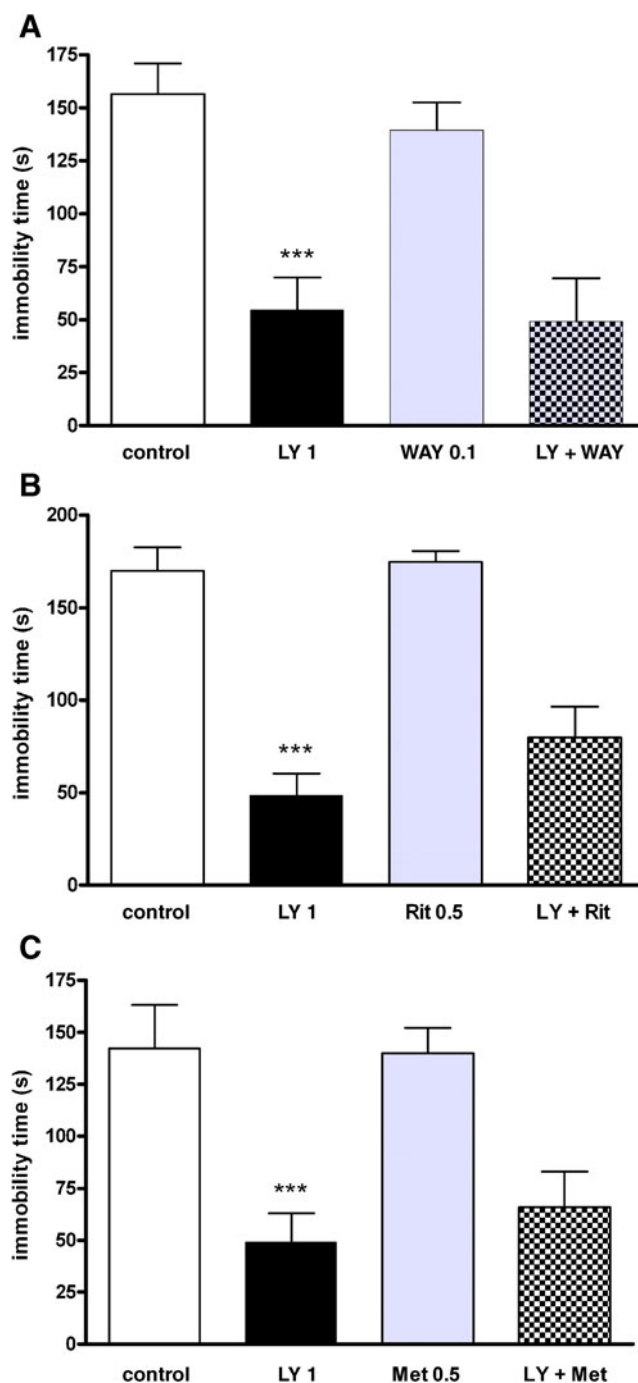 A
immobility time (s)
175
150
125
100
75
50
25
0
***
control LY 1 WAY 0.1 LY + WAY
B
immobility time (s)
200
150
100
50
0
***
control LY 1 Rit 0.5 LY + Rit
C
immobility time (s)
175
150
125
100
75
50
25
0
***
control LY 1 Met 0.5 LY + Met